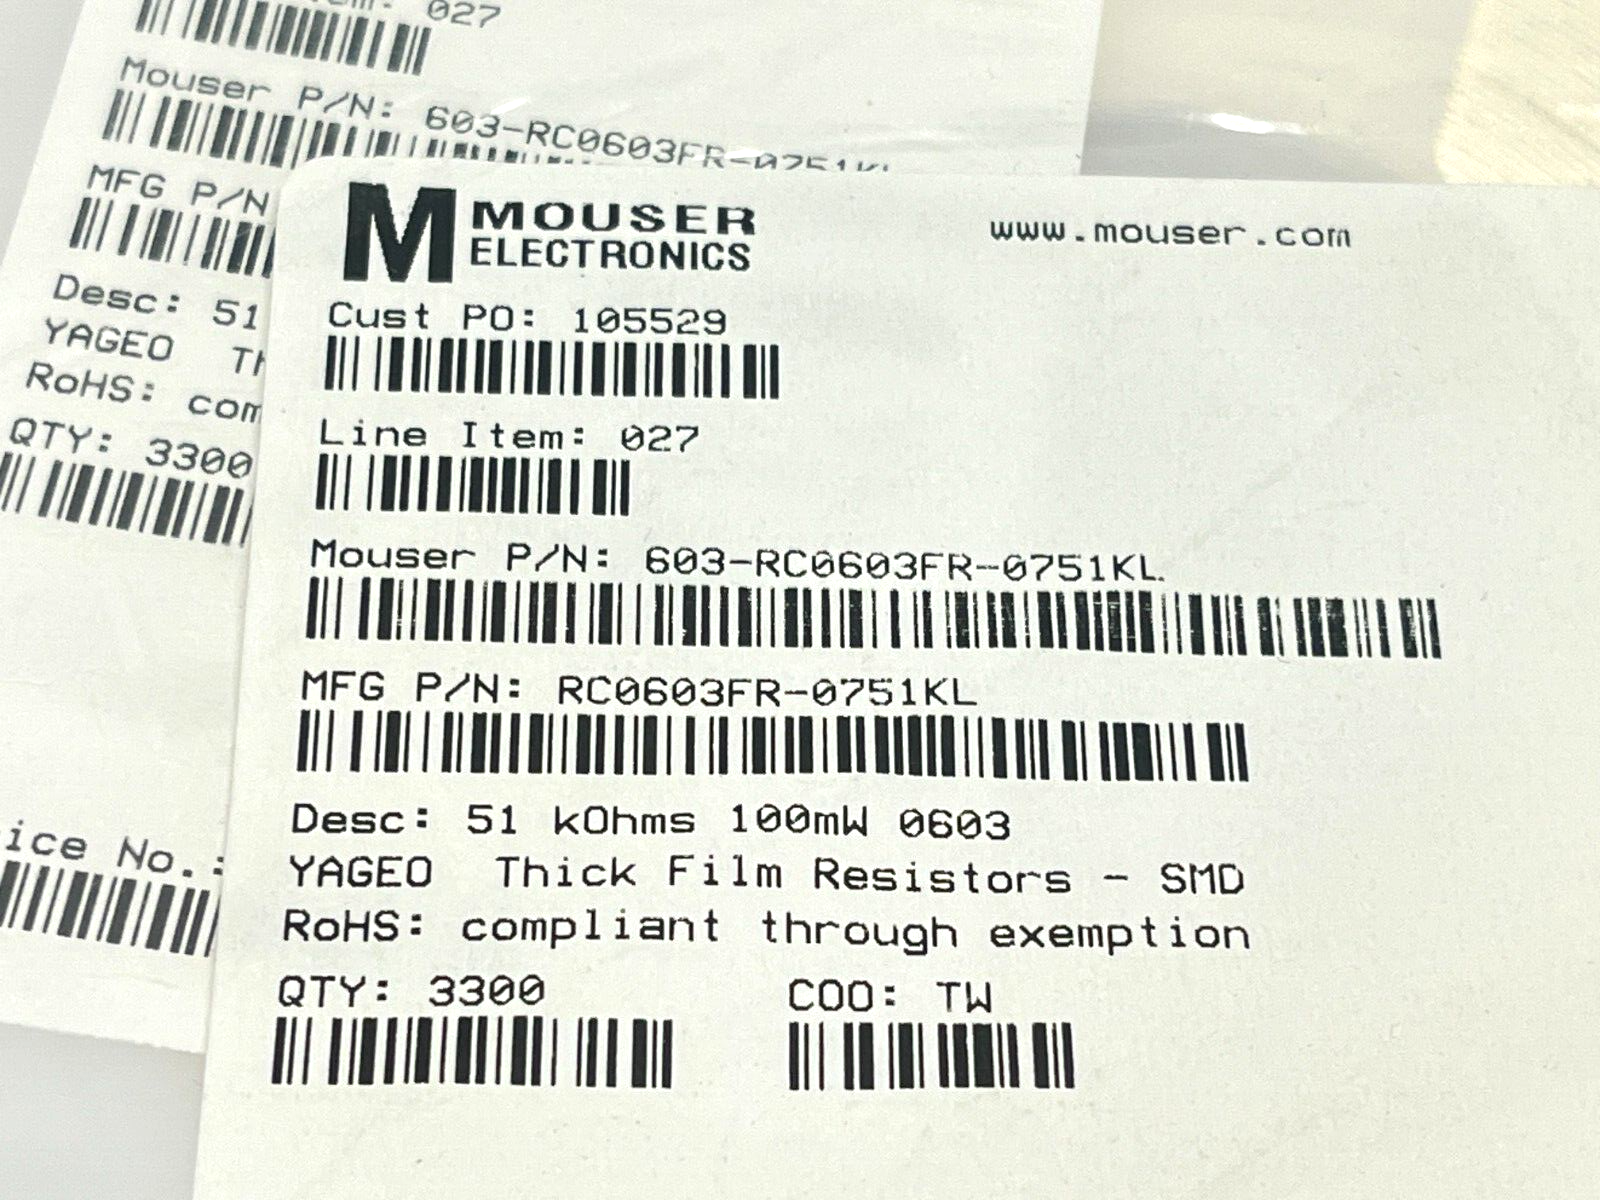 027
Mouser P/N: 603-RC0603FR-0751KL
MFG P/N
Desc: 51
YAGEO
RoHS: com
QTY: 3300
ice No.:
M MOUSER
ELECTRONICS
www.mouser.com
Cust PO: 105529
Line Item: 027
Mouser P/N: 603-RC0603FR-0751KL
MFG P/N: RC0603FR-0751KL
Desc: 51 kOhms 100mW 0603
YAGEO Thick Film Resistors - SMD
RoHS: compliant through exemption
QTY: 3300 COO: TW